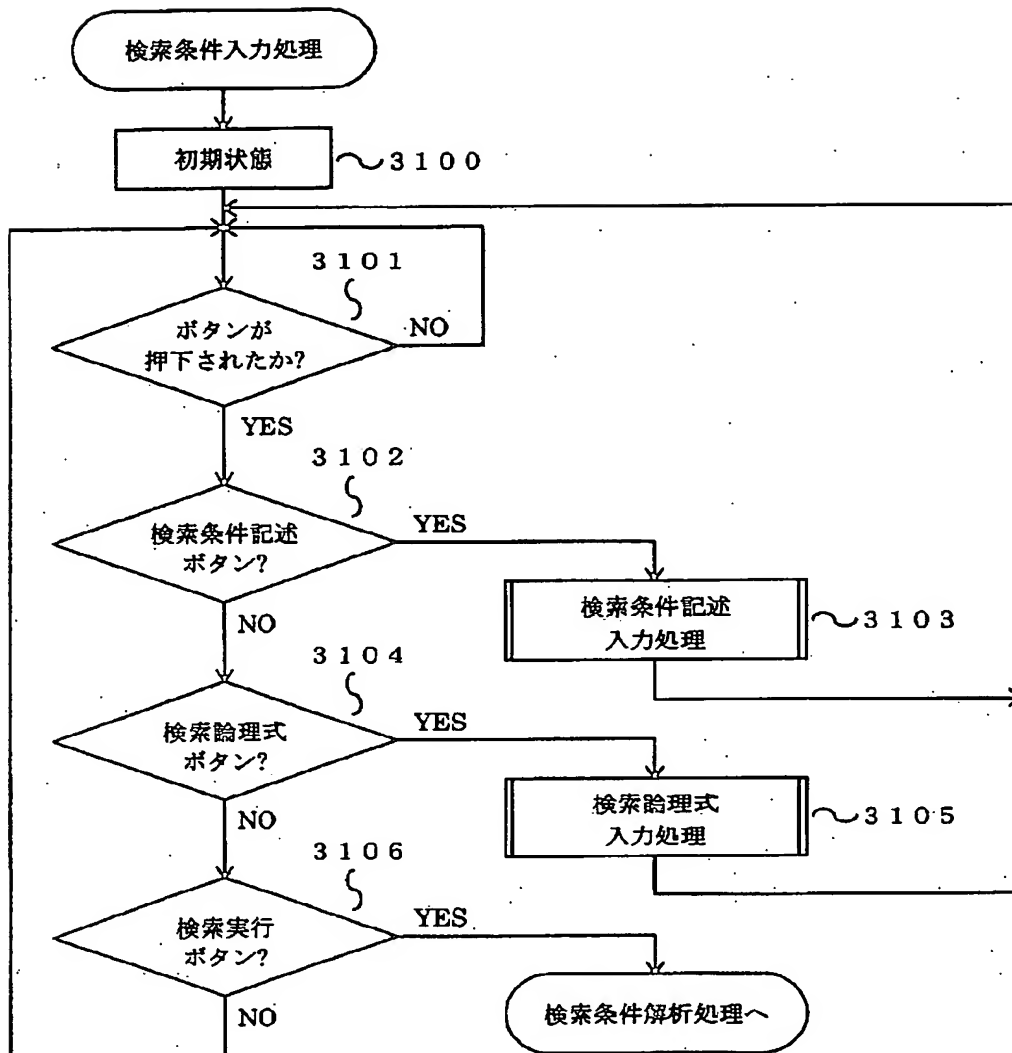 検索条件入力処理
初期状態
3100
3101
ボタンが
押下されたか?
NO
YES
3102
検索条件記述
ボタン?
YES
NO
検索条件記述
入力処理
3103
3104
検索論理式
ボタン?
YES
NO
検索論理式
入力処理
3105
3106
検索実行
ボタン?
YES
NO
検索条件解析処理へ